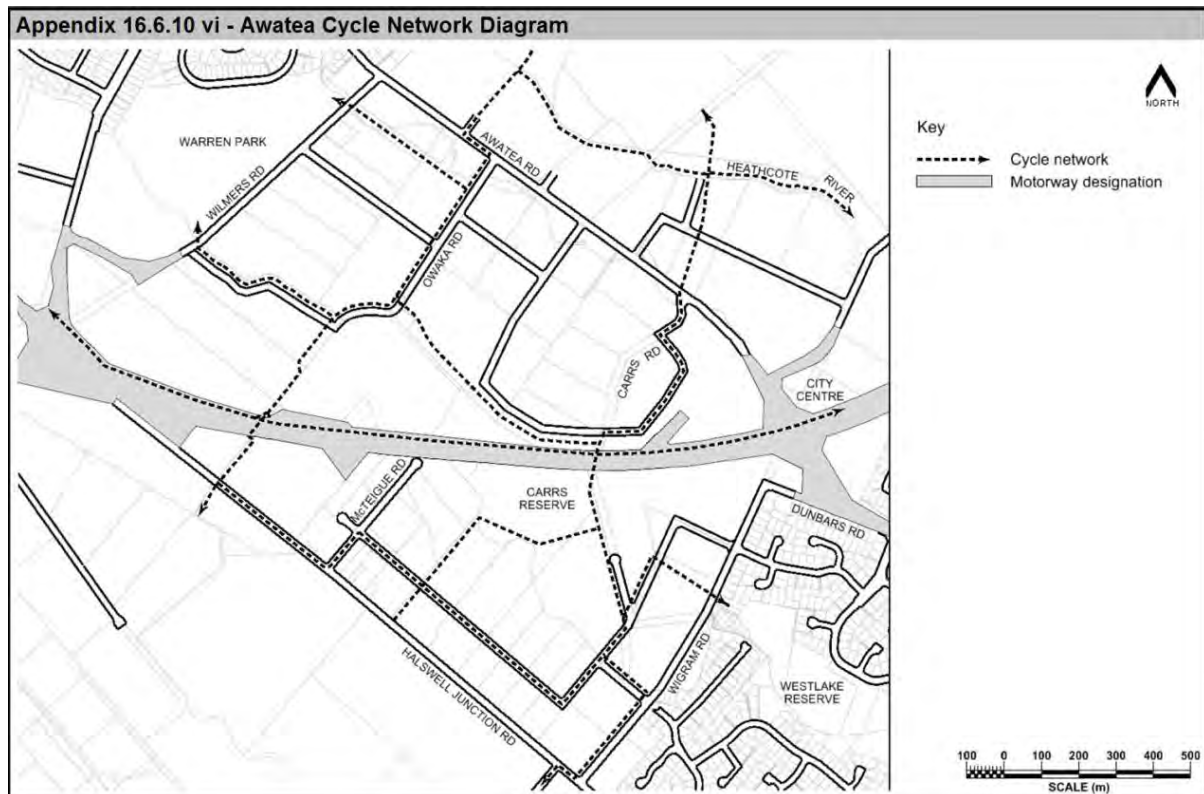 Appendix 16.6.10 vi - Awatea Cycle Network Diagram
NORTH
Key
Cycle network
Motorway designation
WARREN PARK
WILMERS RD
AWATEA RD
HEATHCOTE
RIVER
OWAKA RD
CARRS RD
CITY
CENTRE
McTEIGUE RD
CARRS
RESERVE
DUNBARS RD
HALSWELL JUNCTION RD
WIGRAM RD
WESTLAKE
RESERVE
100 0 100 200 300 400 500
SCALE (m)